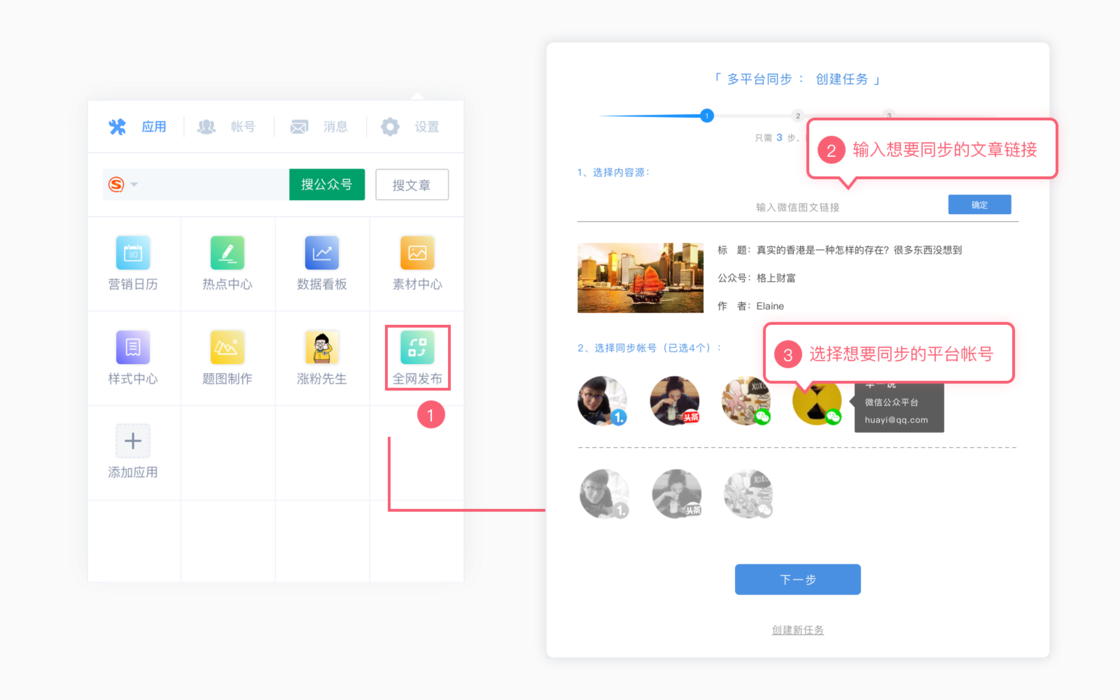 应用
帐号
消息
设置
搜公众号
搜文章
营销日历
热点中心
数据看板
素材中心
样式中心
题图制作
涨粉先生
全网发布
1
添加应用
「 多平台同步 ： 创建任务 」
1
2
3
只需 3 步、
2 输入想要同步的文章链接
1、选择内容源：
输入微信图文链接
确定
标 题：真实的香港是一种怎样的存在？很多东西没想到
公众号：格上财富
作 者：Elaine
2、选择同步帐号（已选4个）：
3 选择想要同步的平台帐号
1.
头条
微信公众平台
huayi@qq.com
1.
头条
下一步
创建新任务